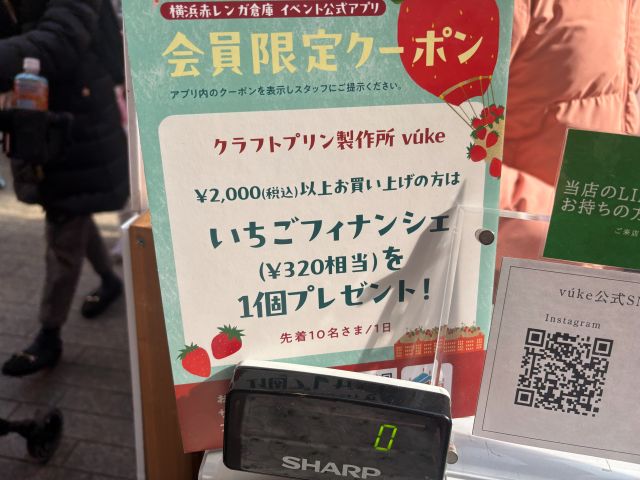 横浜赤レンガ倉庫 イベント公式アプリ
会員限定クーポン
アプリ内のクーポンを表示しスタッフにご提示ください。
クラフトプリン製作所 vúke
¥2,000(税込)以上お買い上げの方は
いちごフィナンシェ
(¥320相当)を
1個プレゼント!
先着10名さま/1日
0
SHARP
当店のLI
お持ちの
ご来店
vúke公式S
Instagram